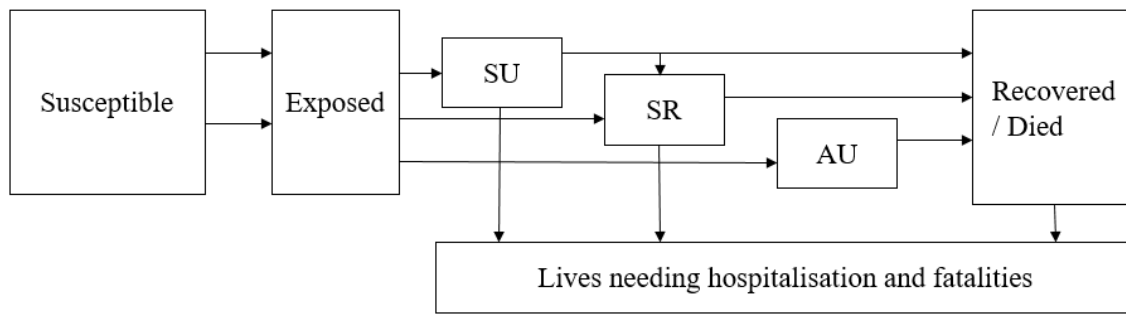 Susceptible
Exposed
SU
SR
AU
Recovered
/ Died
Lives needing hospitalisation and fatalities